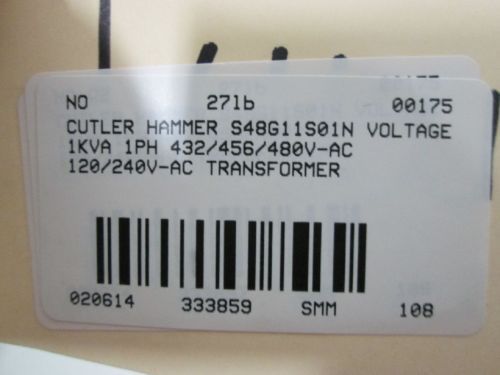 NO 27lb 00175
CUTLER HAMMER S48G11S01N VOLTAGE
1KVA 1PH 432/456/480V-AC
120/240V-AC TRANSFORMER
020614 333859 SMM 108